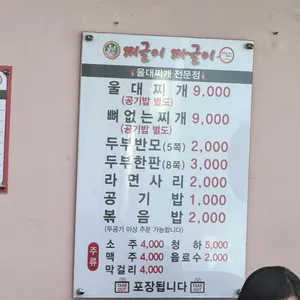 찌글이 짜글이
울대찌개 전문점
울대찌개 9,000
(공기밥 별도)
뼈없는찌개 9,000
(공기밥 별도)
두부반모(5쪽) 2,000
두부한판(8쪽) 3,000
라면사리 2,000
공기밥 1,000
볶음밥 2,000
(두공기 이상 주문 가능합니다)
주류
소주 4,000 청하 5,000
맥주 4,000 음료수 2,000
막걸리 4,000
포장됩니다